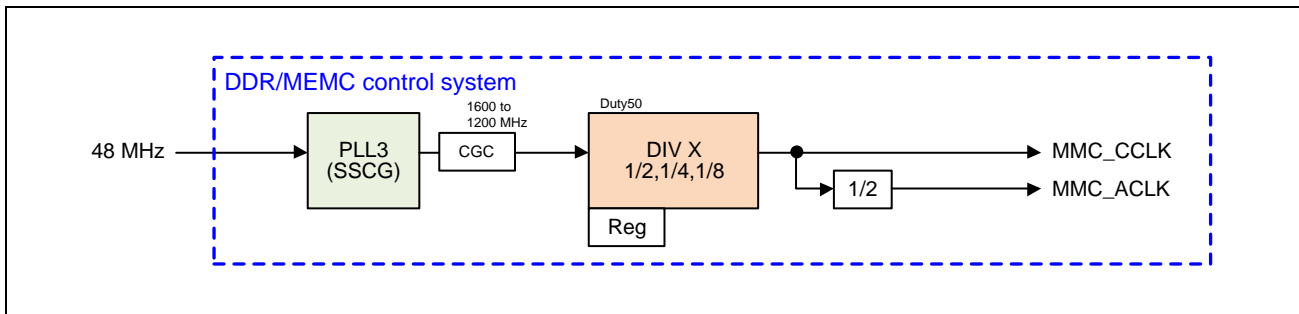 DDR/MEMC control system
1600 to
1200 MHz
Duty50
48 MHz
PLL3
(SSCG)
CGC
DIV X
1/2,1/4,1/8
Reg
MMC_CCLK
1/2
MMC_ACLK